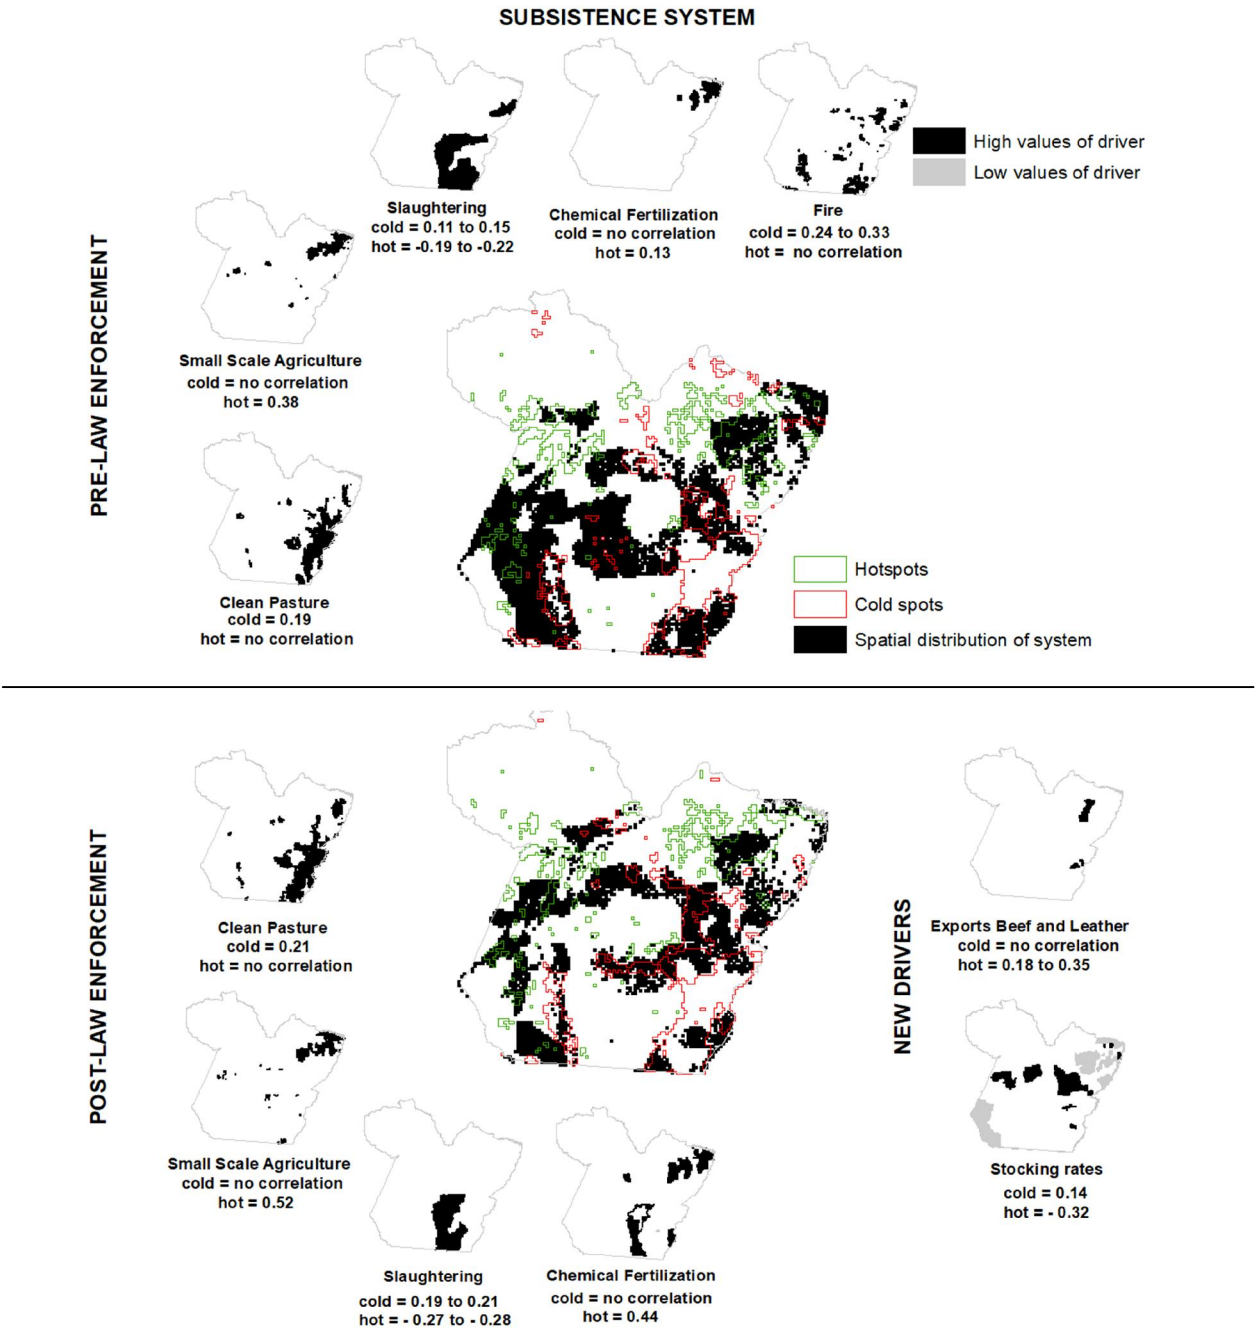 SUBSISTENCE SYSTEM
PRE-LAW ENFORCEMENT
High values of driver
Low values of driver
Slaughtering
cold = 0.11 to 0.15
hot = -0.19 to -0.22
Chemical Fertilization
cold = no correlation
hot = 0.13
Fire
cold = 0.24 to 0.33
hot = no correlation
Small Scale Agriculture
cold = no correlation
hot = 0.38
Clean Pasture
cold = 0.19
hot = no correlation
Hotspots
Cold spots
Spatial distribution of system
POST-LAW ENFORCEMENT
Clean Pasture
cold = 0.21
hot = no correlation
Small Scale Agriculture
cold = no correlation
hot = 0.52
Slaughtering
cold = 0.19 to 0.21
hot = - 0.27 to - 0.28
Chemical Fertilization
cold = no correlation
hot = 0.44
NEW DRIVERS
Exports Beef and Leather
cold = no correlation
hot = 0.18 to 0.35
Stocking rates
cold = 0.14
hot = - 0.32